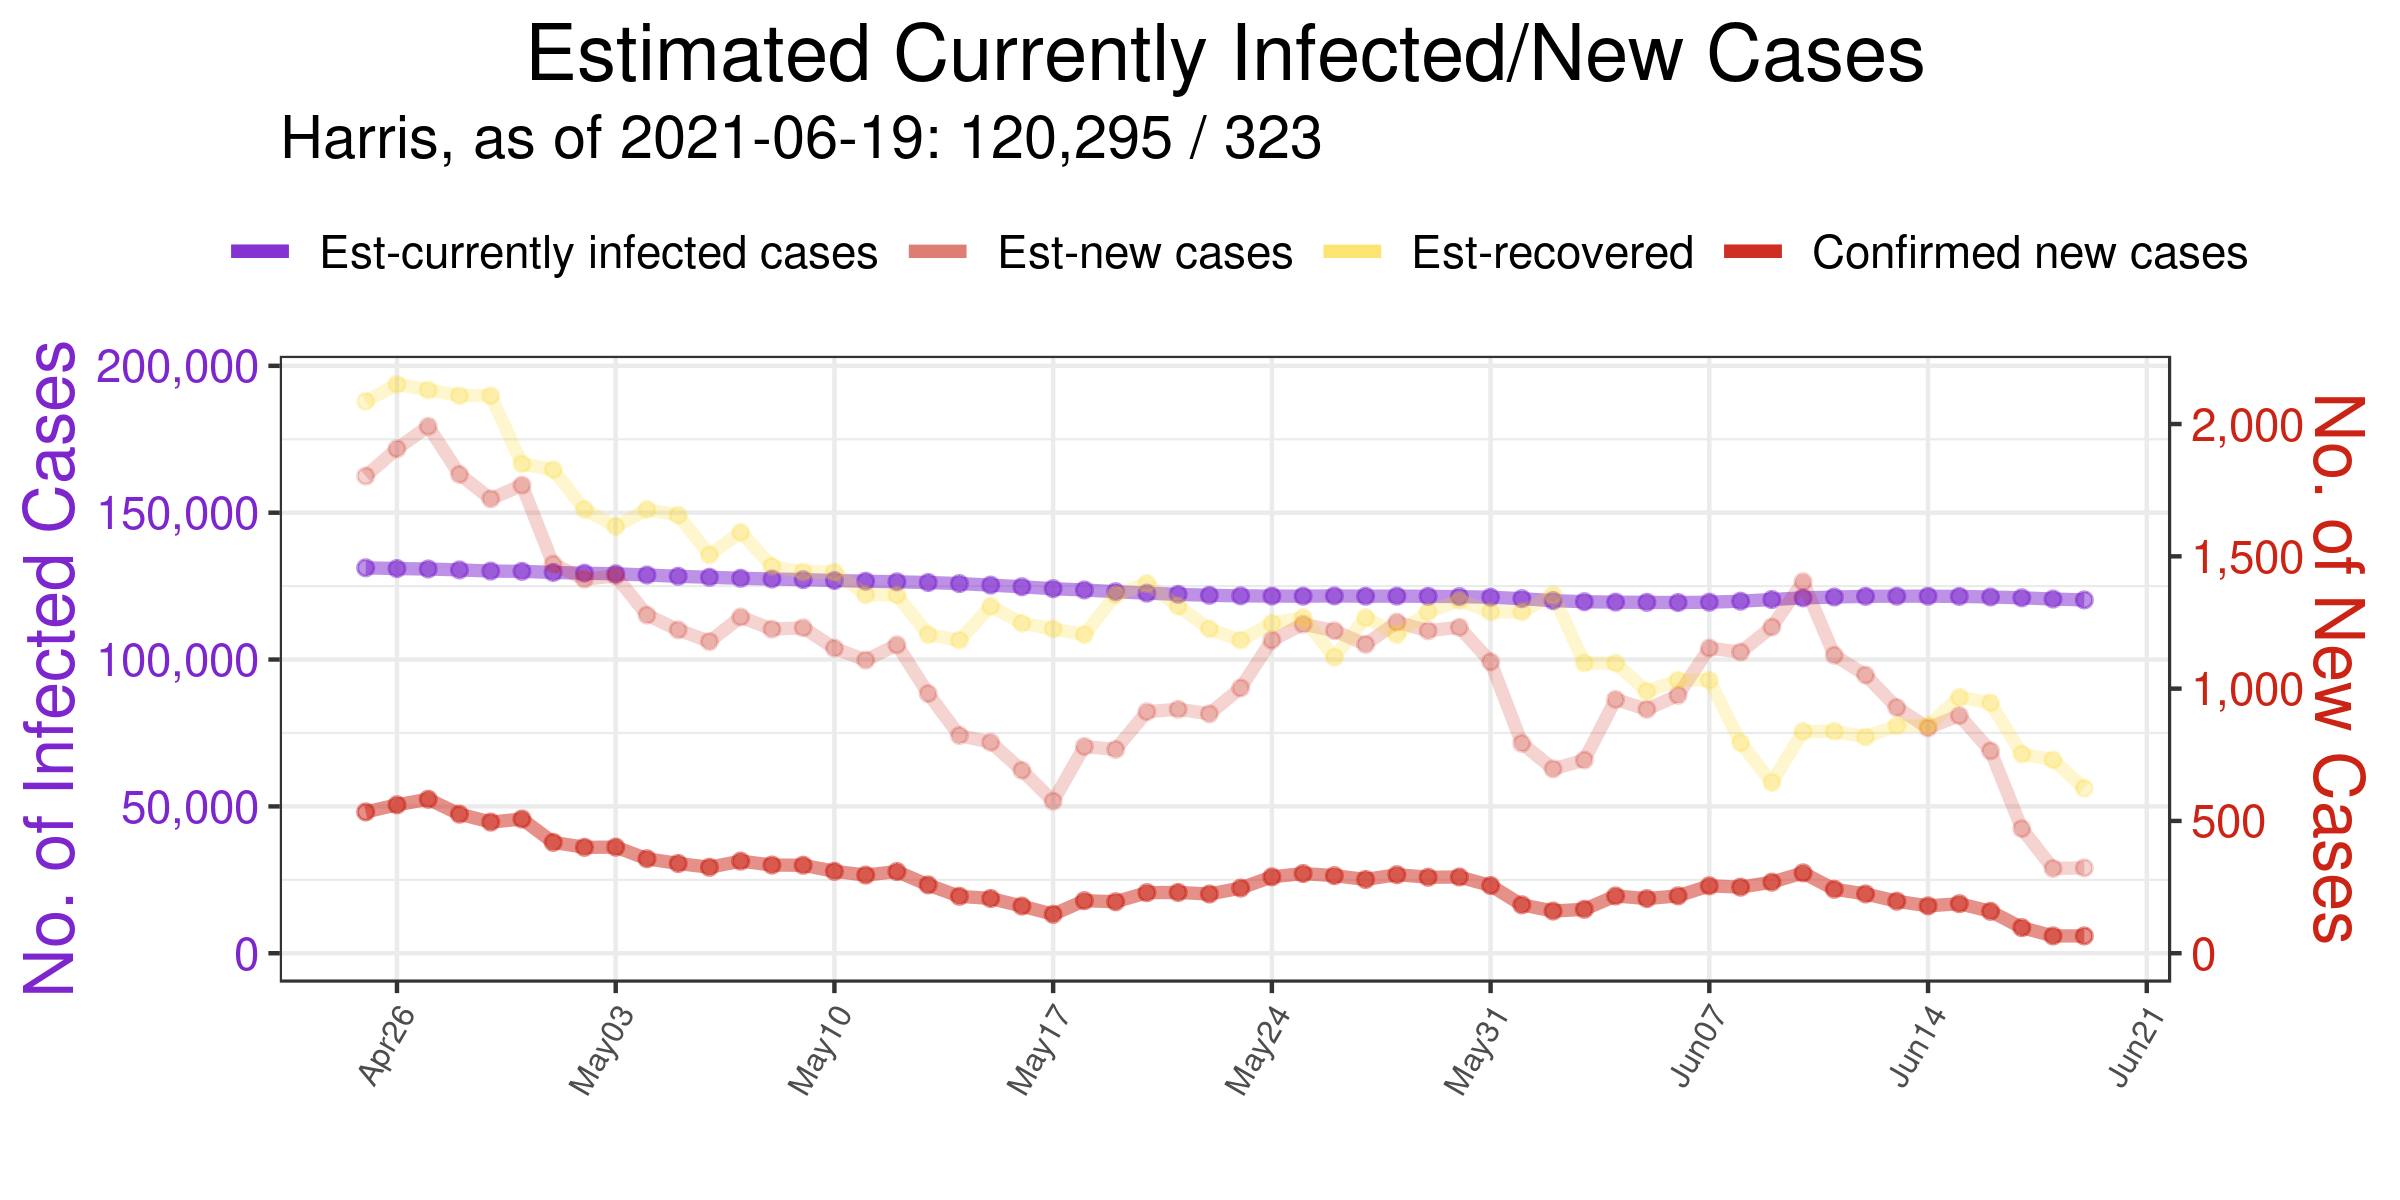 Estimated Currently Infected/New Cases
Harris, as of 2021-06-19: 120,295 / 323
Est-currently infected cases Est-new cases Est-recovered Confirmed new cases
No. of Infected Cases
200,000
150,000
100,000
50,000
0
2,000
1,500
1,000
500
0
No. of New Cases
Apr26 May03 May10 May17 May24 May31 Jun07 Jun14 Jun21